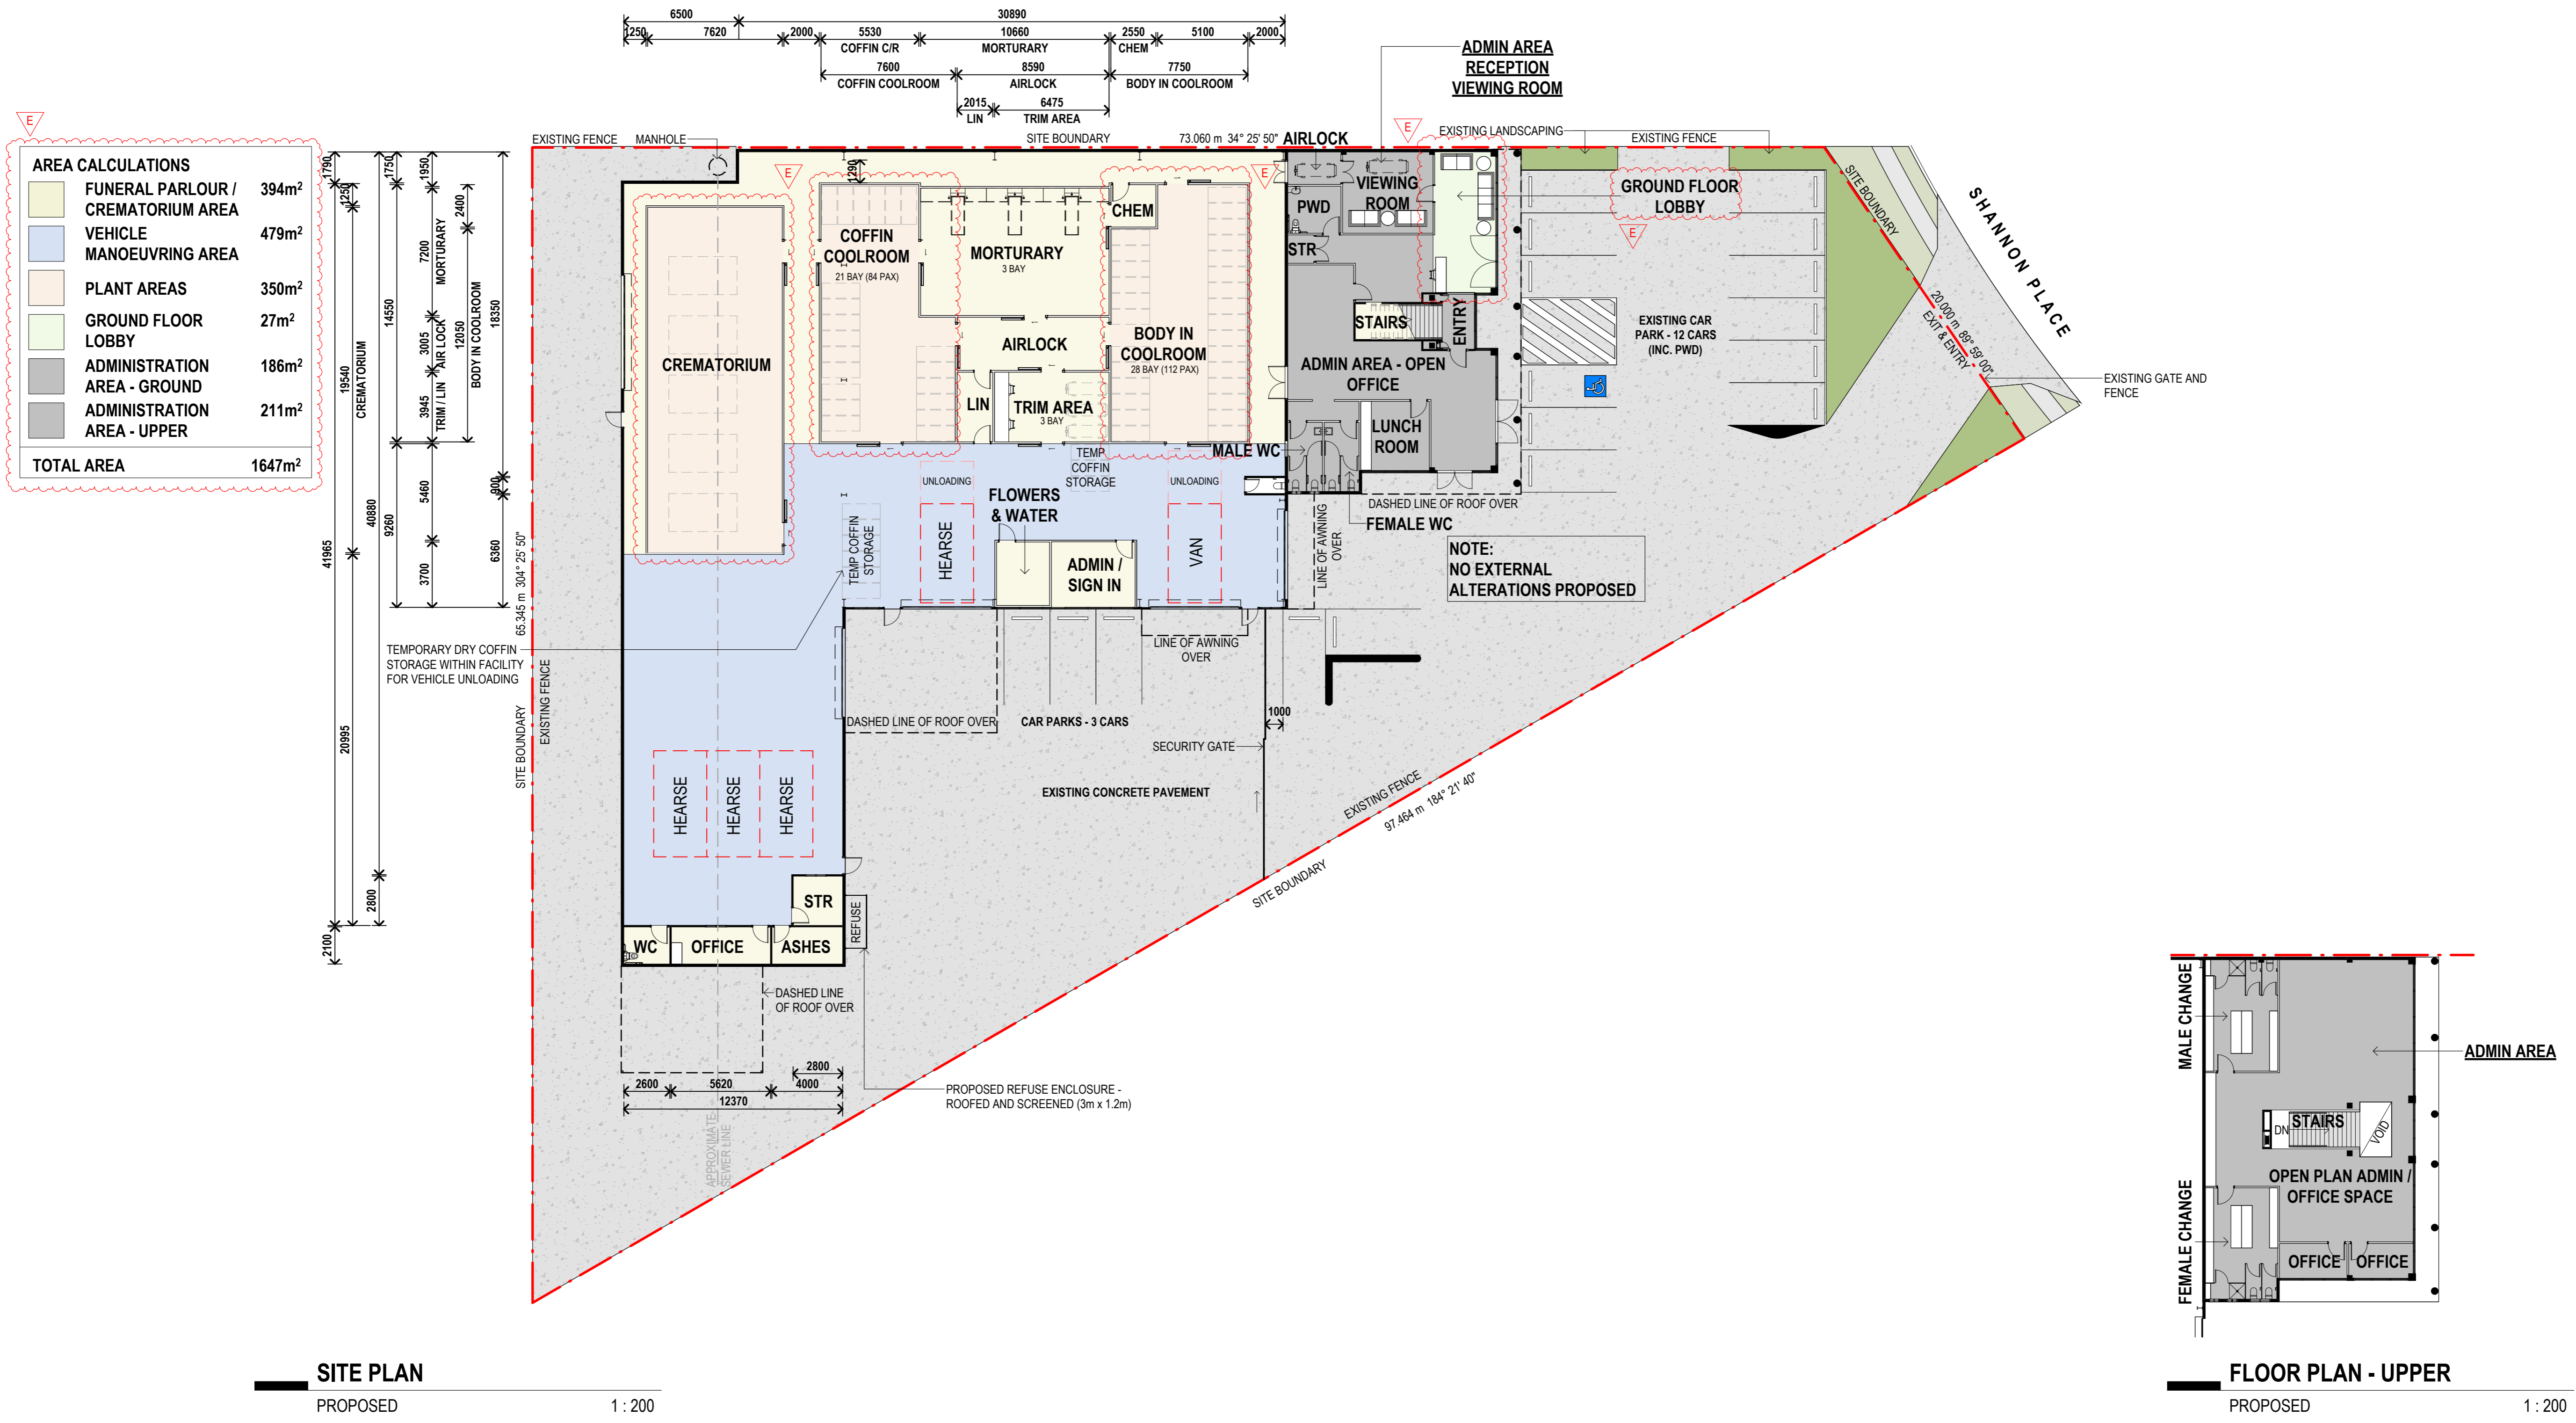 6500
30890
1250
7620
2000
5530
10660
2550
5100
2000
COFFIN C/R
MORTURARY
CHEM
7600
8590
7750
COFFIN COOLROOM
AIRLOCK
BODY IN COOLROOM
2015
6475
LIN
TRIM AREA
ADMIN AREA
RECEPTION
VIEWING ROOM
E
AREA CALCULATIONS
FUNERAL PARLOUR /
CREMATORIUM AREA
394m²
VEHICLE
MANOEUVRING AREA
479m²
PLANT AREAS
350m²
GROUND FLOOR
LOBBY
27m²
ADMINISTRATION
AREA - GROUND
186m²
ADMINISTRATION
AREA - UPPER
211m²
TOTAL AREA
1647m²
1790
1250
1750
1950
18350
2400
7200
MORTURARY
14550
12050
BODY IN COOLROOM
3005
AIR LOCK
3945
TRIM / LIN
19540
CREMATORIUM
40880
41965
5460
900
9260
6360
3700
20995
2800
2100
EXISTING FENCE
MANHOLE
SITE BOUNDARY
73.060 m 34° 25' 50"
AIRLOCK
E
EXISTING LANDSCAPING
EXISTING FENCE
1290
E
E
COFFIN
COOLROOM
21 BAY (84 PAX)
MORTURARY
3 BAY
CHEM
BODY IN
COOLROOM
28 BAY (112 PAX)
CREMATORIUM
AIRLOCK
LIN
TRIM AREA
3 BAY
PWD
VIEWING
ROOM
STR
STAIRS
ENTRY
ADMIN AREA - OPEN
OFFICE
LUNCH
ROOM
MALE WC
FEMALE WC
GROUND FLOOR
LOBBY
E
EXISTING CAR
PARK - 12 CARS
(INC. PWD)
SITE BOUNDARY
SHANNON PLACE
20.000 m 89° 59' 00"
EXIT & ENTRY
EXISTING GATE AND
FENCE
TEMP
COFFIN
STORAGE
UNLOADING
FLOWERS
& WATER
UNLOADING
TEMP COFFIN
STORAGE
HEARSE
ADMIN /
SIGN IN
VAN
DASHED LINE OF ROOF OVER
LINE OF AWNING
OVER
NOTE:
NO EXTERNAL
ALTERATIONS PROPOSED
65.345 m 304° 25' 50"
TEMPORARY DRY COFFIN
STORAGE WITHIN FACILITY
FOR VEHICLE UNLOADING
SITE BOUNDARY
EXISTING FENCE
LINE OF AWNING
OVER
DASHED LINE OF ROOF OVER
CAR PARKS - 3 CARS
1000
SECURITY GATE
EXISTING CONCRETE PAVEMENT
HEARSE
HEARSE
HEARSE
EXISTING FENCE
97.464 m 184° 21' 40"
SITE BOUNDARY
STR
REFUSE
WC
OFFICE
ASHES
DASHED LINE
OF ROOF OVER
2800
2600
5620
4000
12370
PROPOSED REFUSE ENCLOSURE -
ROOFED AND SCREENED (3m x 1.2m)
APPROXIMATE
SEWER LINE
MALE CHANGE
ADMIN AREA
STAIRS
DN
VOID
OPEN PLAN ADMIN /
OFFICE SPACE
FEMALE CHANGE
OFFICE
OFFICE
SITE PLAN
PROPOSED
1 : 200
FLOOR PLAN - UPPER
PROPOSED
1 : 200